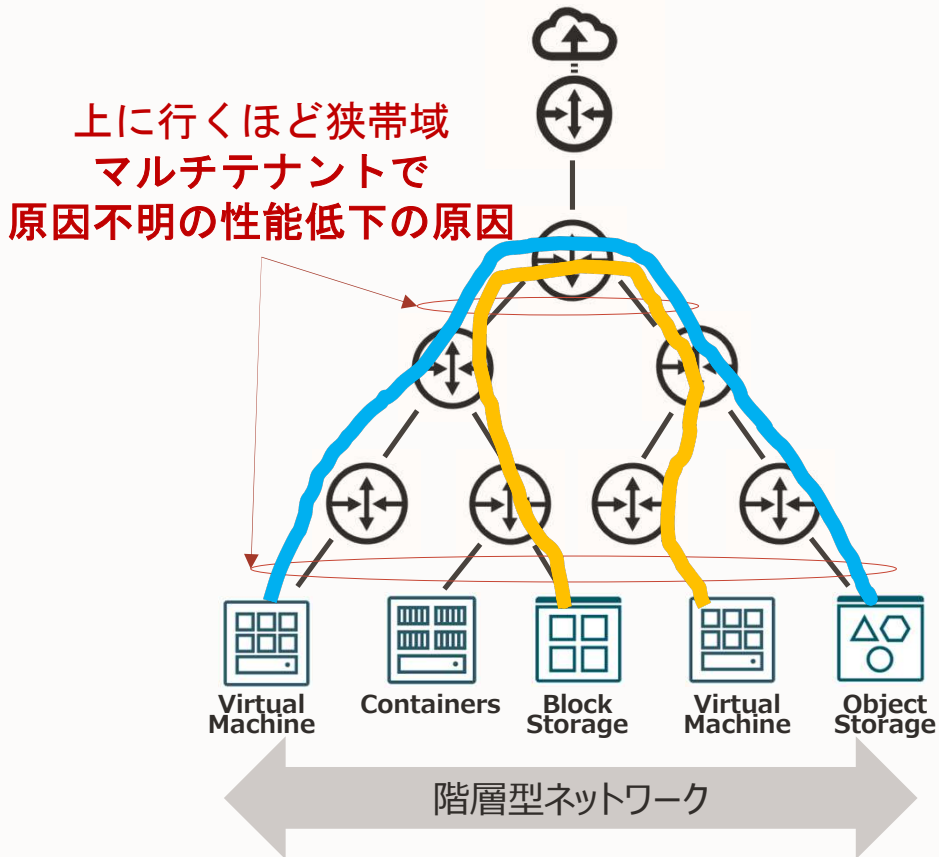 上に行くほど狭帯域
マルチテナントで
原因不明の性能低下の原因
Virtual
Machine
Containers
Block
Storage
Virtual
Machine
Object
Storage
階層型ネットワーク